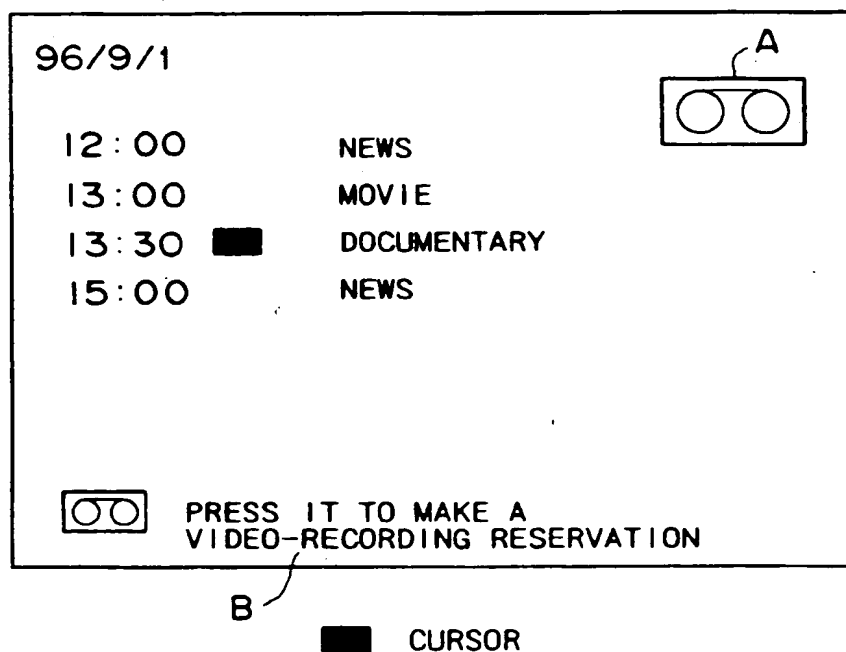 96/9/1
A
12:00 NEWS
13:00 MOVIE
13:30 DOCUMENTARY
15:00 NEWS
PRESS IT TO MAKE A
VIDEO-RECORDING RESERVATION
B
CURSOR